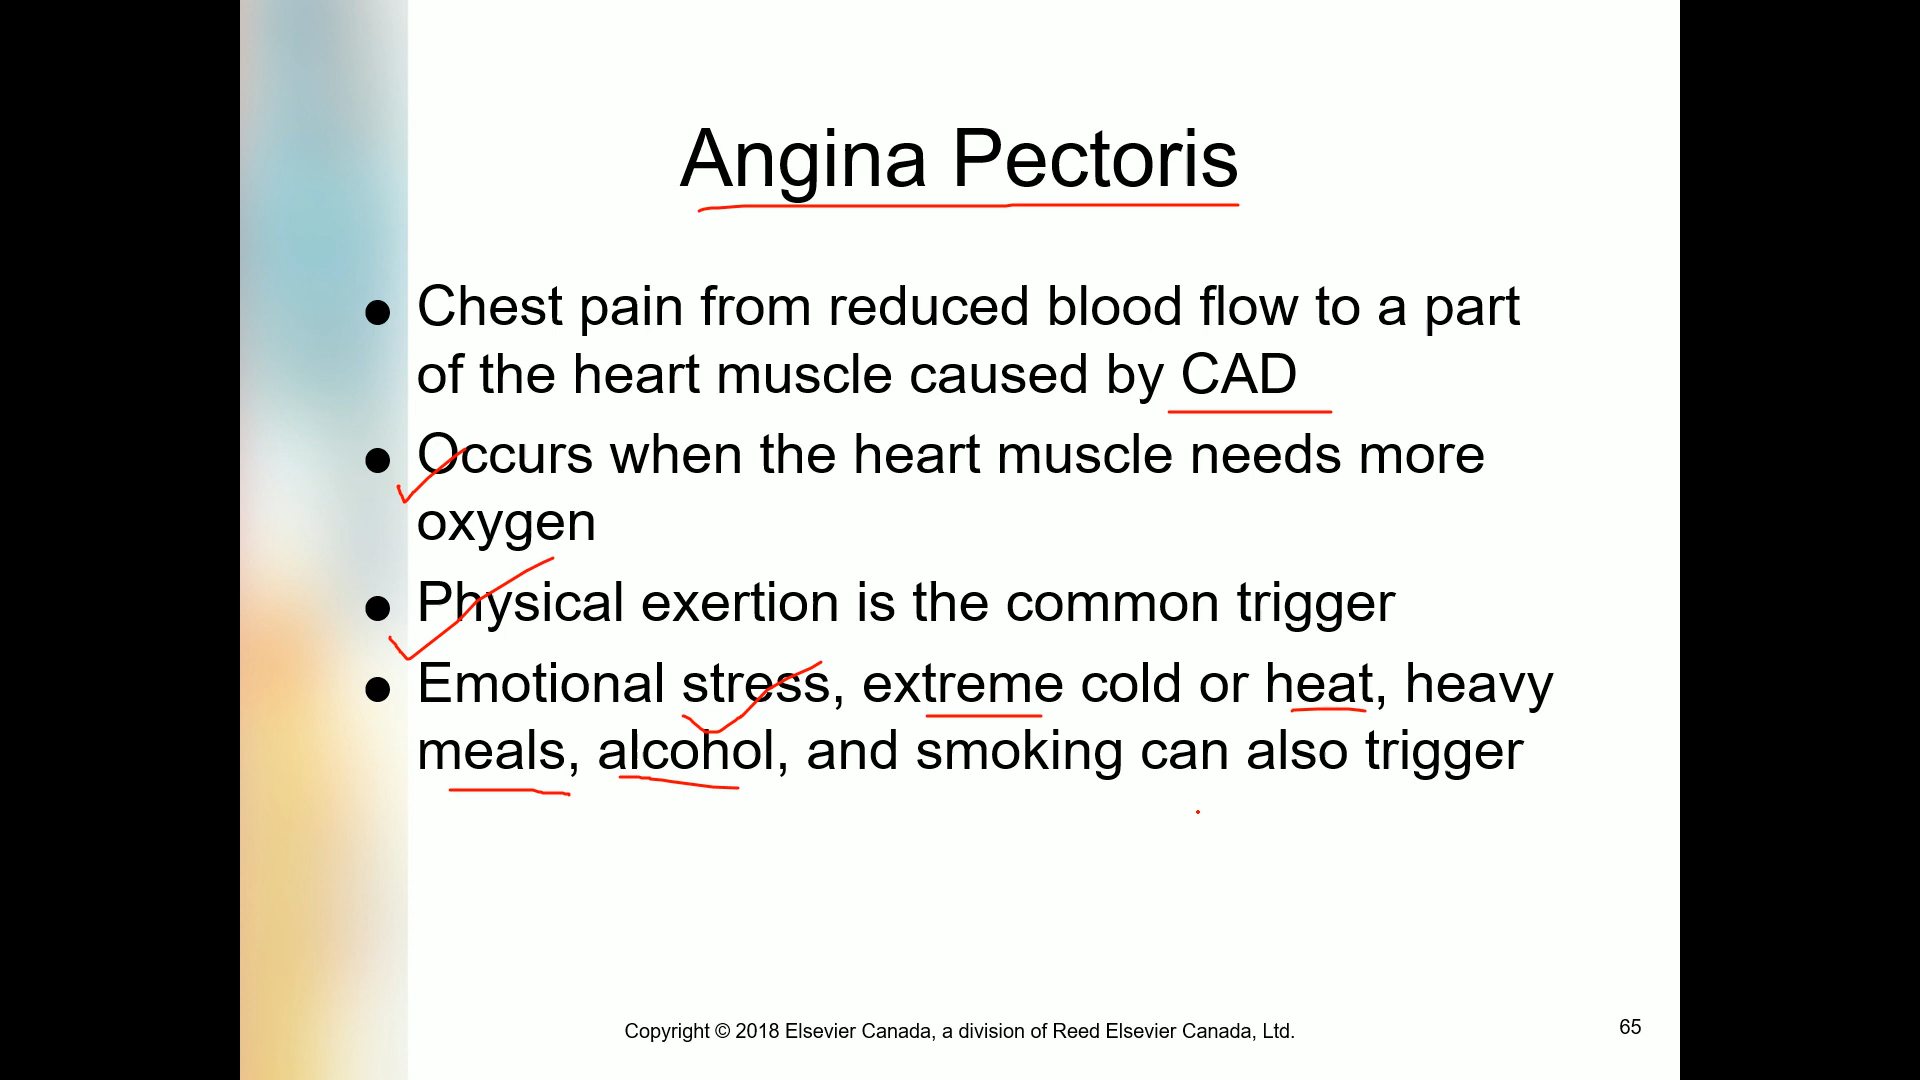 Angina Pectoris
● Chest pain from reduced blood flow to a part
of the heart muscle caused by CAD
● Occurs when the heart muscle needs more
oxygen
● Physical exertion is the common trigger
● Emotional stress, extreme cold or heat, heavy
meals, alcohol, and smoking can also trigger
Copyright © 2018 Elsevier Canada, a division of Reed Elsevier Canada, Ltd.
65